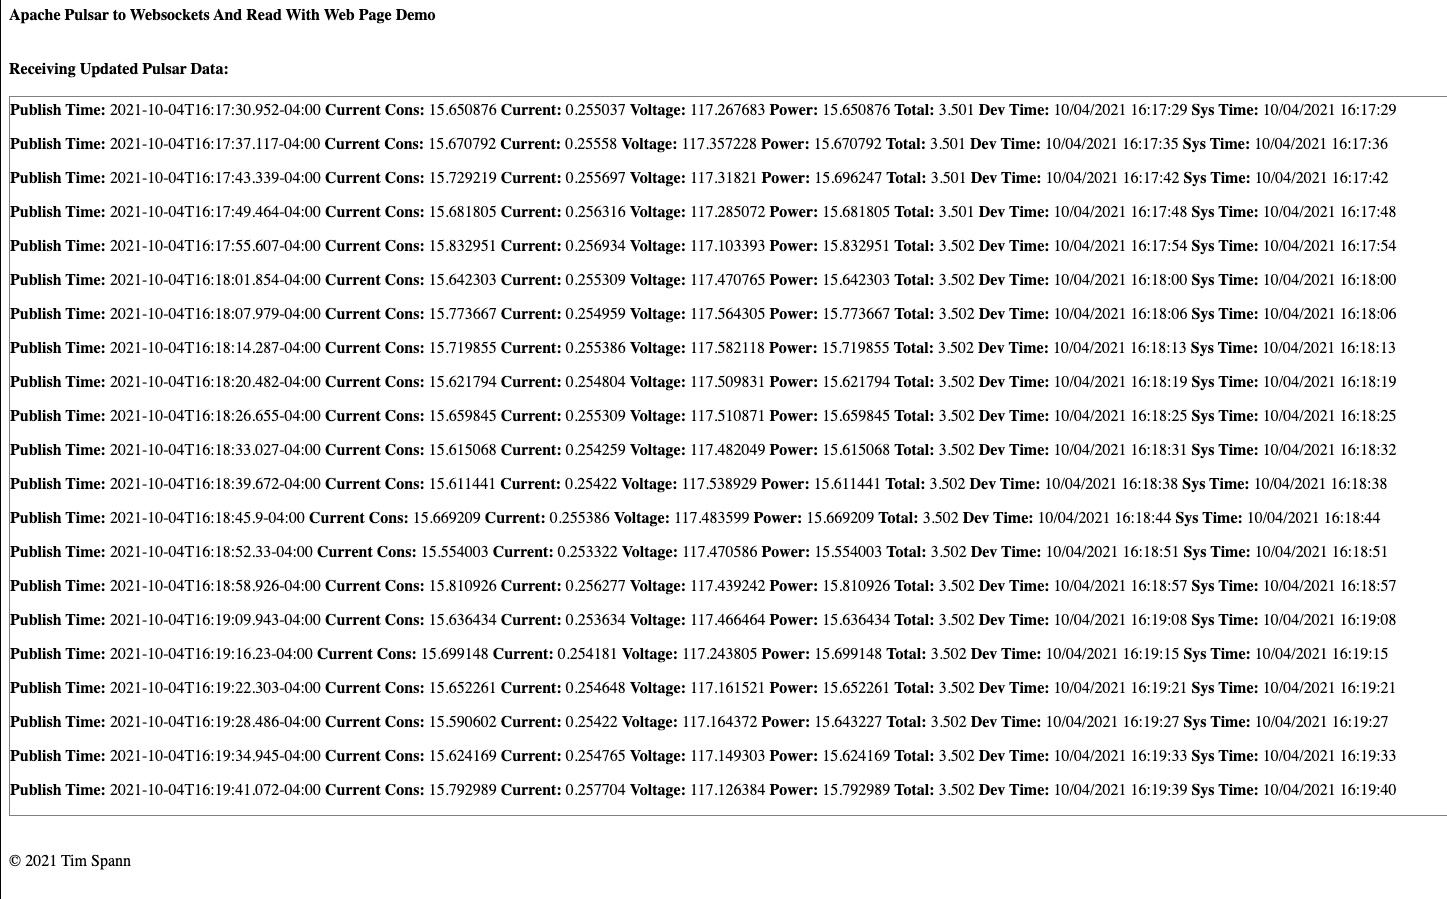 Apache Pulsar to Websockets And Read With Web Page Demo
Receiving Updated Pulsar Data:
Publish Time: 2021-10-04T16:17:30.952-04:00 Current Cons: 15.650876 Current: 0.255037 Voltage: 117.267683 Power: 15.650876 Total: 3.501 Dev Time: 10/04/2021 16:17:29 Sys Time: 10/04/2021 16:17:29
Publish Time: 2021-10-04T16:17:37.117-04:00 Current Cons: 15.670792 Current: 0.25558 Voltage: 117.357228 Power: 15.670792 Total: 3.501 Dev Time: 10/04/2021 16:17:35 Sys Time: 10/04/2021 16:17:36
Publish Time: 2021-10-04T16:17:43.339-04:00 Current Cons: 15.729219 Current: 0.255697 Voltage: 117.31821 Power: 15.696247 Total: 3.501 Dev Time: 10/04/2021 16:17:42 Sys Time: 10/04/2021 16:17:42
Publish Time: 2021-10-04T16:17:49.464-04:00 Current Cons: 15.681805 Current: 0.256316 Voltage: 117.285072 Power: 15.681805 Total: 3.501 Dev Time: 10/04/2021 16:17:48 Sys Time: 10/04/2021 16:17:48
Publish Time: 2021-10-04T16:17:55.607-04:00 Current Cons: 15.832951 Current: 0.256934 Voltage: 117.103393 Power: 15.832951 Total: 3.502 Dev Time: 10/04/2021 16:17:54 Sys Time: 10/04/2021 16:17:54
Publish Time: 2021-10-04T16:18:01.854-04:00 Current Cons: 15.642303 Current: 0.255309 Voltage: 117.470765 Power: 15.642303 Total: 3.502 Dev Time: 10/04/2021 16:18:00 Sys Time: 10/04/2021 16:18:00
Publish Time: 2021-10-04T16:18:07.979-04:00 Current Cons: 15.773667 Current: 0.254959 Voltage: 117.564305 Power: 15.773667 Total: 3.502 Dev Time: 10/04/2021 16:18:06 Sys Time: 10/04/2021 16:18:06
Publish Time: 2021-10-04T16:18:14.287-04:00 Current Cons: 15.719855 Current: 0.255386 Voltage: 117.582118 Power: 15.719855 Total: 3.502 Dev Time: 10/04/2021 16:18:13 Sys Time: 10/04/2021 16:18:13
Publish Time: 2021-10-04T16:18:20.482-04:00 Current Cons: 15.621794 Current: 0.254804 Voltage: 117.509831 Power: 15.621794 Total: 3.502 Dev Time: 10/04/2021 16:18:19 Sys Time: 10/04/2021 16:18:19
Publish Time: 2021-10-04T16:18:26.655-04:00 Current Cons: 15.659845 Current: 0.255309 Voltage: 117.510871 Power: 15.659845 Total: 3.502 Dev Time: 10/04/2021 16:18:25 Sys Time: 10/04/2021 16:18:25
Publish Time: 2021-10-04T16:18:33.027-04:00 Current Cons: 15.615068 Current: 0.254259 Voltage: 117.482049 Power: 15.615068 Total: 3.502 Dev Time: 10/04/2021 16:18:31 Sys Time: 10/04/2021 16:18:32
Publish Time: 2021-10-04T16:18:39.672-04:00 Current Cons: 15.611441 Current: 0.25422 Voltage: 117.538929 Power: 15.611441 Total: 3.502 Dev Time: 10/04/2021 16:18:38 Sys Time: 10/04/2021 16:18:38
Publish Time: 2021-10-04T16:18:45.9-04:00 Current Cons: 15.669209 Current: 0.255386 Voltage: 117.483599 Power: 15.669209 Total: 3.502 Dev Time: 10/04/2021 16:18:44 Sys Time: 10/04/2021 16:18:44
Publish Time: 2021-10-04T16:18:52.33-04:00 Current Cons: 15.554003 Current: 0.253322 Voltage: 117.470586 Power: 15.554003 Total: 3.502 Dev Time: 10/04/2021 16:18:51 Sys Time: 10/04/2021 16:18:51
Publish Time: 2021-10-04T16:18:58.926-04:00 Current Cons: 15.810926 Current: 0.256277 Voltage: 117.439242 Power: 15.810926 Total: 3.502 Dev Time: 10/04/2021 16:18:57 Sys Time: 10/04/2021 16:18:57
Publish Time: 2021-10-04T16:19:09.943-04:00 Current Cons: 15.636434 Current: 0.253634 Voltage: 117.466464 Power: 15.636434 Total: 3.502 Dev Time: 10/04/2021 16:19:08 Sys Time: 10/04/2021 16:19:08
Publish Time: 2021-10-04T16:19:16.23-04:00 Current Cons: 15.699148 Current: 0.254181 Voltage: 117.243805 Power: 15.699148 Total: 3.502 Dev Time: 10/04/2021 16:19:15 Sys Time: 10/04/2021 16:19:15
Publish Time: 2021-10-04T16:19:22.303-04:00 Current Cons: 15.652261 Current: 0.254648 Voltage: 117.161521 Power: 15.652261 Total: 3.502 Dev Time: 10/04/2021 16:19:21 Sys Time: 10/04/2021 16:19:21
Publish Time: 2021-10-04T16:19:28.486-04:00 Current Cons: 15.590602 Current: 0.25422 Voltage: 117.164372 Power: 15.643227 Total: 3.502 Dev Time: 10/04/2021 16:19:27 Sys Time: 10/04/2021 16:19:27
Publish Time: 2021-10-04T16:19:34.945-04:00 Current Cons: 15.624169 Current: 0.254765 Voltage: 117.149303 Power: 15.624169 Total: 3.502 Dev Time: 10/04/2021 16:19:33 Sys Time: 10/04/2021 16:19:33
Publish Time: 2021-10-04T16:19:41.072-04:00 Current Cons: 15.792989 Current: 0.257704 Voltage: 117.126384 Power: 15.792989 Total: 3.502 Dev Time: 10/04/2021 16:19:39 Sys Time: 10/04/2021 16:19:40
© 2021 Tim Spann